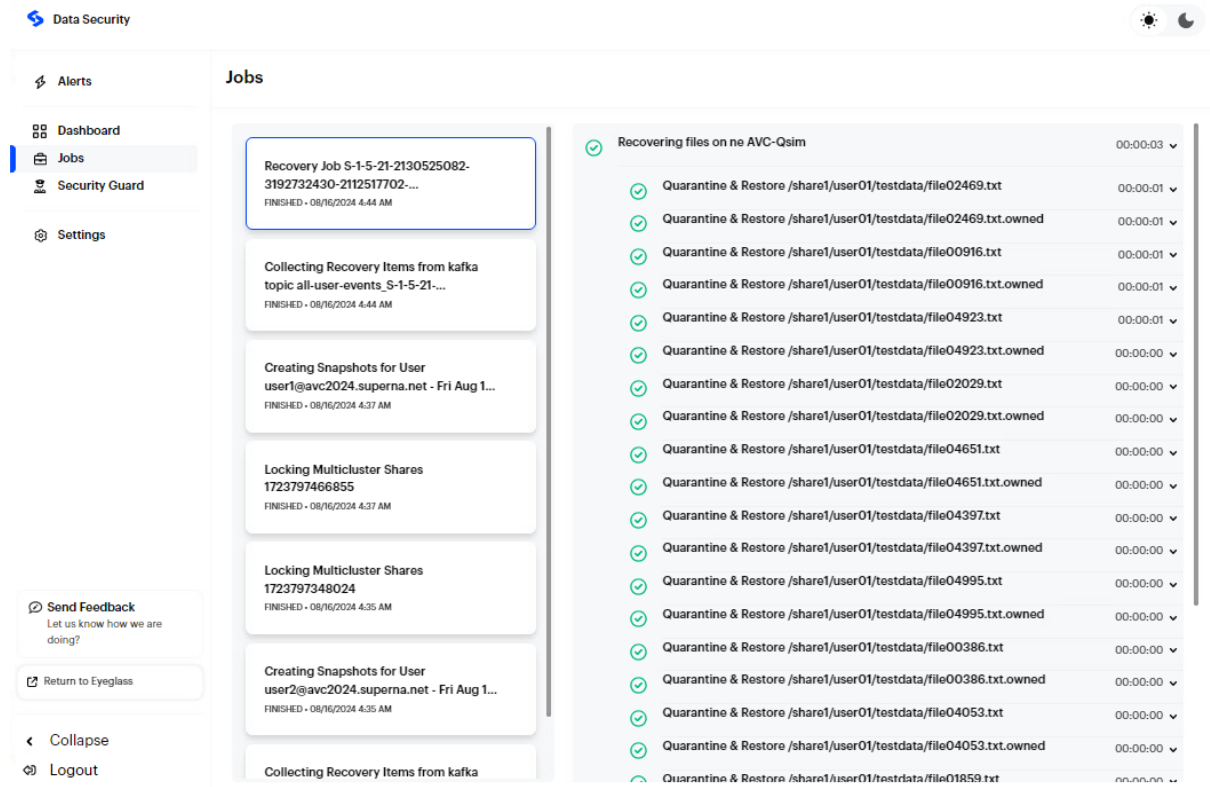 Data Security
Alerts
Dashboard
Jobs
Security Guard
Settings
Send Feedback
Let us know how we are
doing?
Return to Eyeglass
Collapse
Logout
Jobs
Recovery Job S-1-5-21-2130525082-
3192732430-2112517702-...
FINISHED • 08/16/2024 4:44 AM
Collecting Recovery Items from kafka
topic all-user-events_S-1-5-21-...
FINISHED • 08/16/2024 4:44 AM
Creating Snapshots for User
user1@avc2024.superna.net - Fri Aug 1...
FINISHED • 08/16/2024 4:37 AM
Locking Multicluster Shares
1723797466855
FINISHED • 08/16/2024 4:37 AM
Locking Multicluster Shares
1723797348024
FINISHED • 08/16/2024 4:35 AM
Creating Snapshots for User
user2@avc2024.superna.net - Fri Aug 1...
FINISHED • 08/16/2024 4:35 AM
Collecting Recovery Items from kafka
Recovering files on ne AVC-Qsim 00:00:03
Quarantine & Restore /share1/user01/testdata/file02469.txt 00:00:01
Quarantine & Restore /share1/user01/testdata/file02469.txt.owned 00:00:01
Quarantine & Restore /share1/user01/testdata/file00916.txt 00:00:01
Quarantine & Restore /share1/user01/testdata/file00916.txt.owned 00:00:01
Quarantine & Restore /share1/user01/testdata/file04923.txt 00:00:01
Quarantine & Restore /share1/user01/testdata/file04923.txt.owned 00:00:00
Quarantine & Restore /share1/user01/testdata/file02029.txt 00:00:00
Quarantine & Restore /share1/user01/testdata/file02029.txt.owned 00:00:00
Quarantine & Restore /share1/user01/testdata/file04651.txt 00:00:00
Quarantine & Restore /share1/user01/testdata/file04651.txt.owned 00:00:00
Quarantine & Restore /share1/user01/testdata/file04397.txt 00:00:00
Quarantine & Restore /share1/user01/testdata/file04397.txt.owned 00:00:00
Quarantine & Restore /share1/user01/testdata/file04995.txt 00:00:00
Quarantine & Restore /share1/user01/testdata/file04995.txt.owned 00:00:00
Quarantine & Restore /share1/user01/testdata/file00386.txt 00:00:00
Quarantine & Restore /share1/user01/testdata/file00386.txt.owned 00:00:00
Quarantine & Restore /share1/user01/testdata/file04053.txt 00:00:00
Quarantine & Restore /share1/user01/testdata/file04053.txt.owned 00:00:00
Quarantine & Restore /share1/user01/testdata/file01859.txt 00:00:00